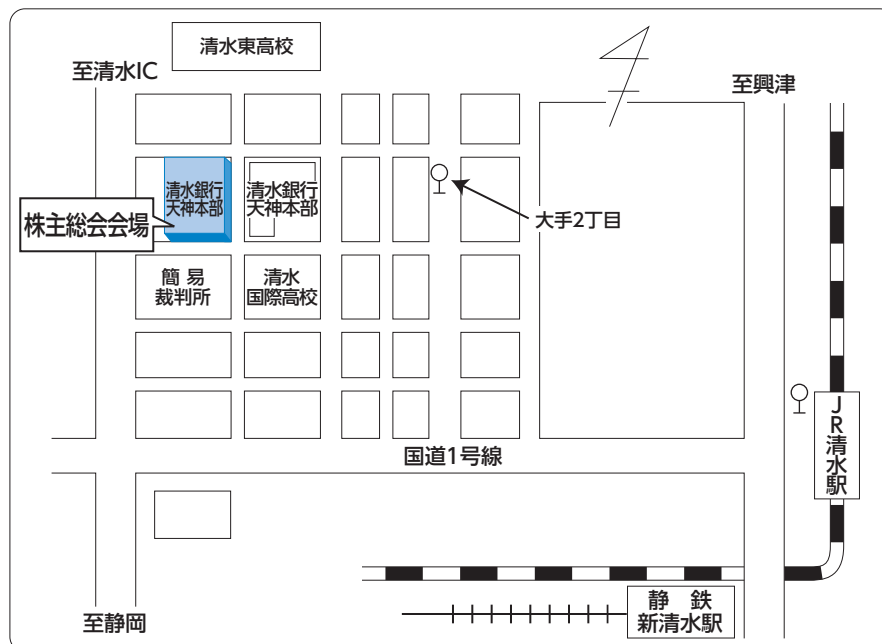 清水東高校
至清水IC
至興津
清水銀行
天神本部
清水銀行
天神本部
株主総会会場
大手2丁目
簡易
裁判所
清水
国際高校
JR清水駅
国道1号線
至静岡
静鉄
新清水駅